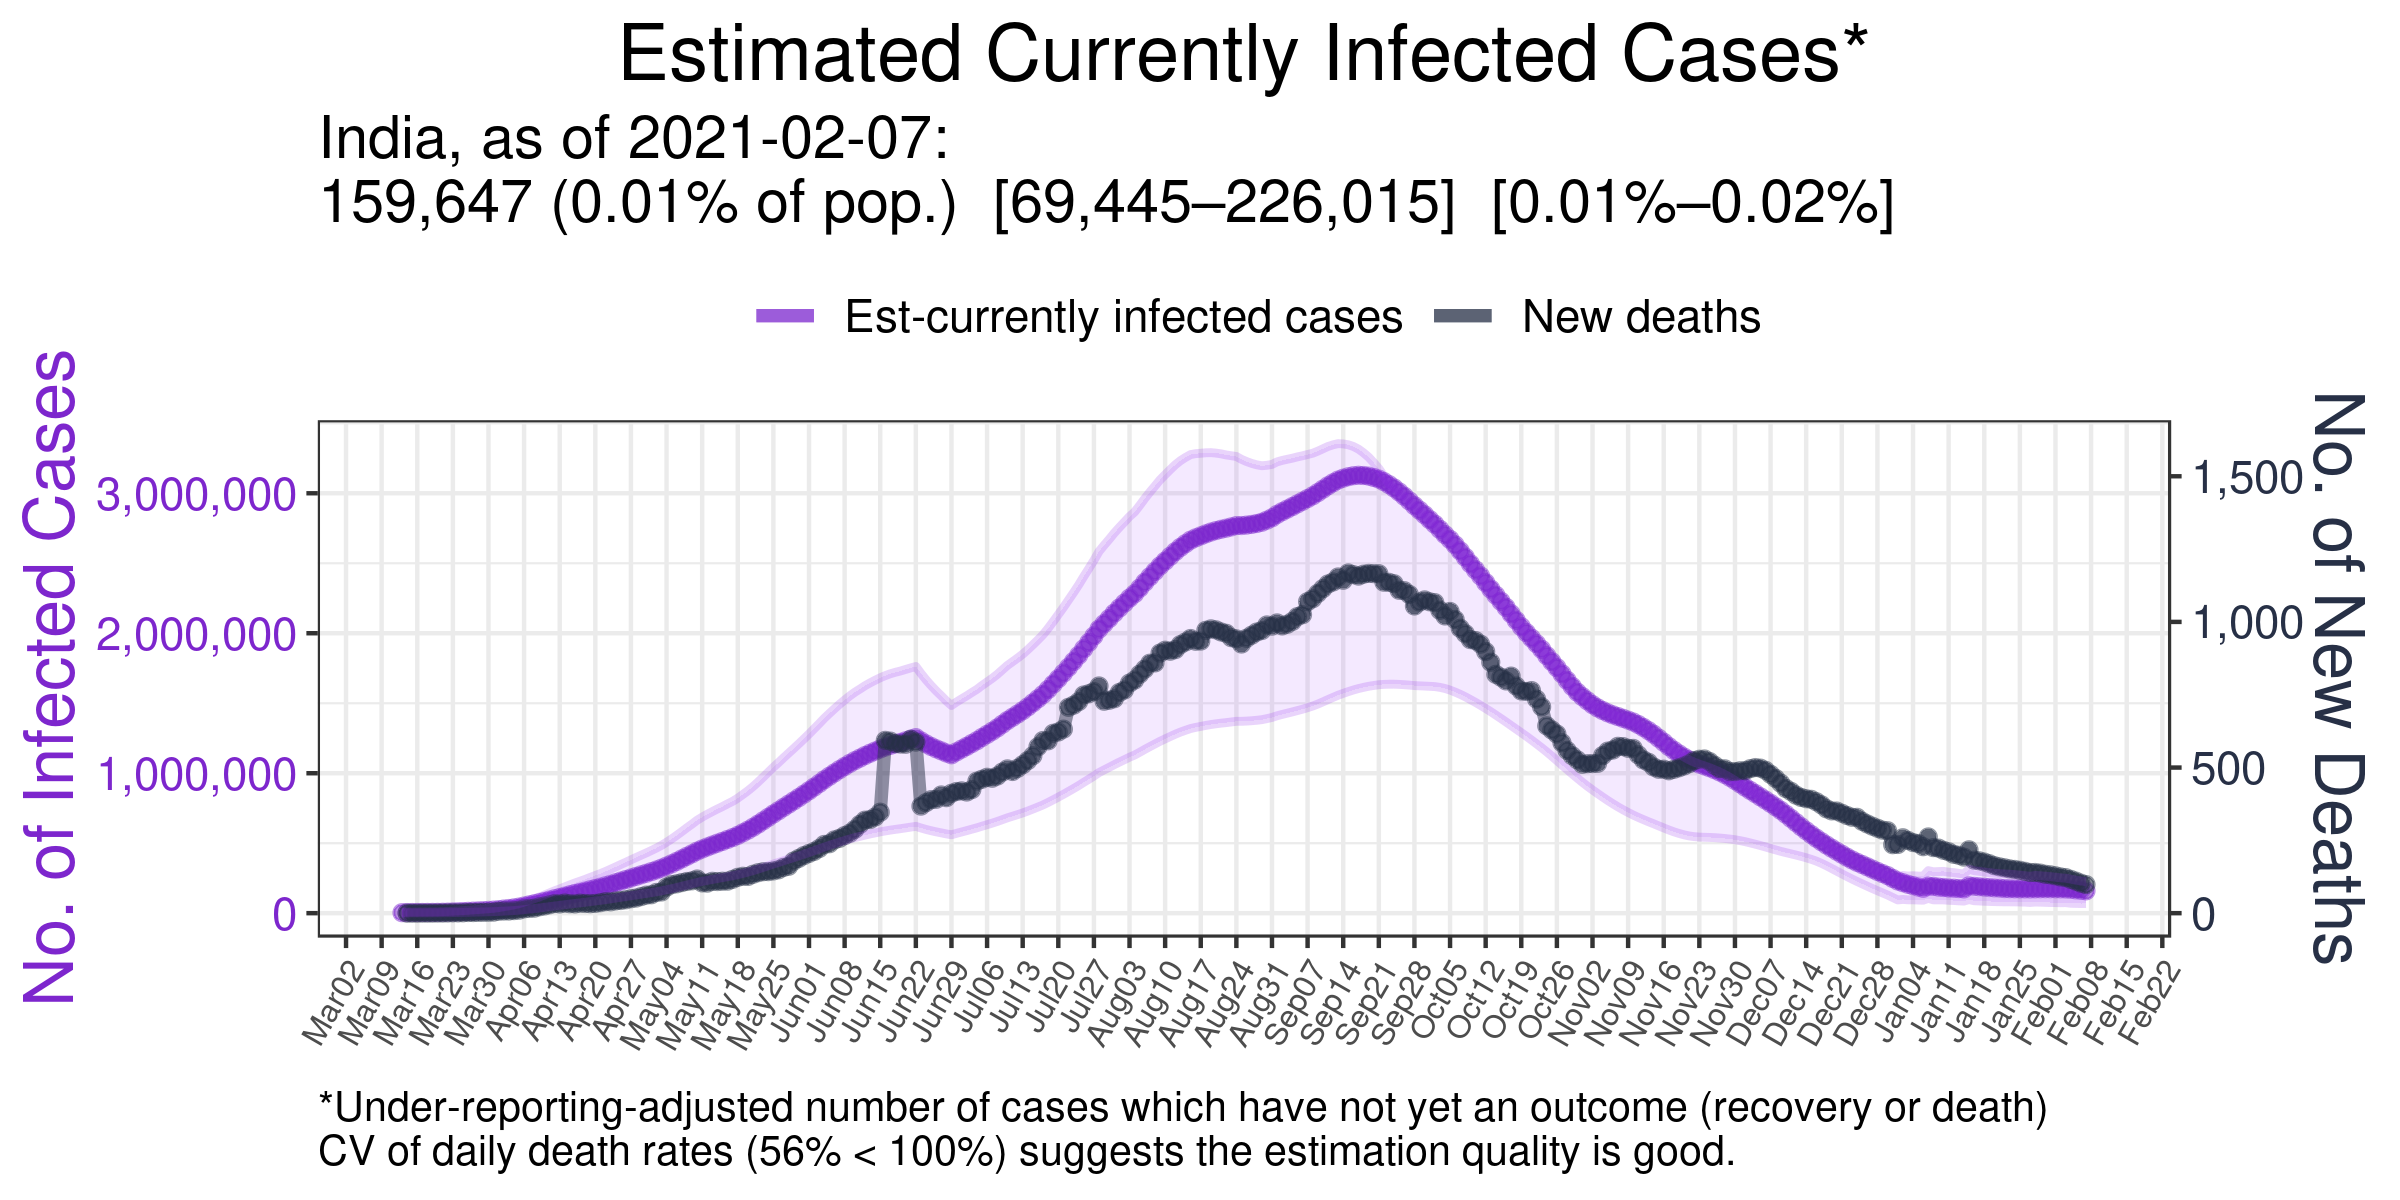 Estimated Currently Infected Cases*
India, as of 2021-02-07:
159,647 (0.01% of pop.) [69,445–226,015] [0.01%–0.02%]
Est-currently infected cases New deaths
No. of Infected Cases
3,000,000
2,000,000
1,000,000
0
1,500
1,000
500
0
No. of New Deaths
Mar02
Mar09
Mar16
Mar23
Mar30
Apr06
Apr13
Apr20
Apr27
May04
May11
May18
May25
Jun01
Jun08
Jun15
Jun22
Jun29
Jul06
Jul13
Jul20
Jul27
Aug03
Aug10
Aug17
Aug24
Aug31
Sep07
Sep14
Sep21
Sep28
Oct05
Oct12
Oct19
Oct26
Nov02
Nov09
Nov16
Nov23
Nov30
Dec07
Dec14
Dec21
Dec28
Jan04
Jan11
Jan18
Jan25
Feb01
Feb08
Feb15
Feb22
*Under-reporting-adjusted number of cases which have not yet an outcome (recovery or death)
CV of daily death rates (56% < 100%) suggests the estimation quality is good.